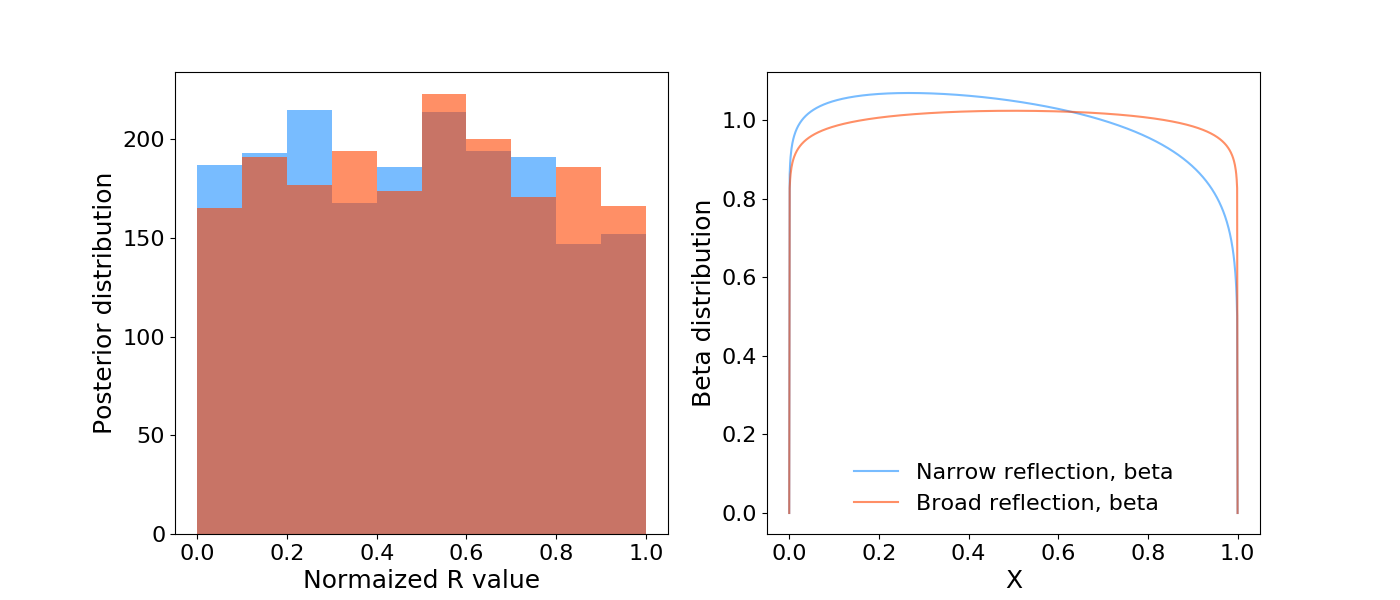 Posterior distribution
200
150
100
50
0
0.0 0.2 0.4 0.6 0.8 1.0
Normaized R value
Beta distribution
1.0
0.8
0.6
0.4
0.2
0.0
Narrow reflection, beta
Broad reflection, beta
0.0 0.2 0.4 0.6 0.8 1.0
X